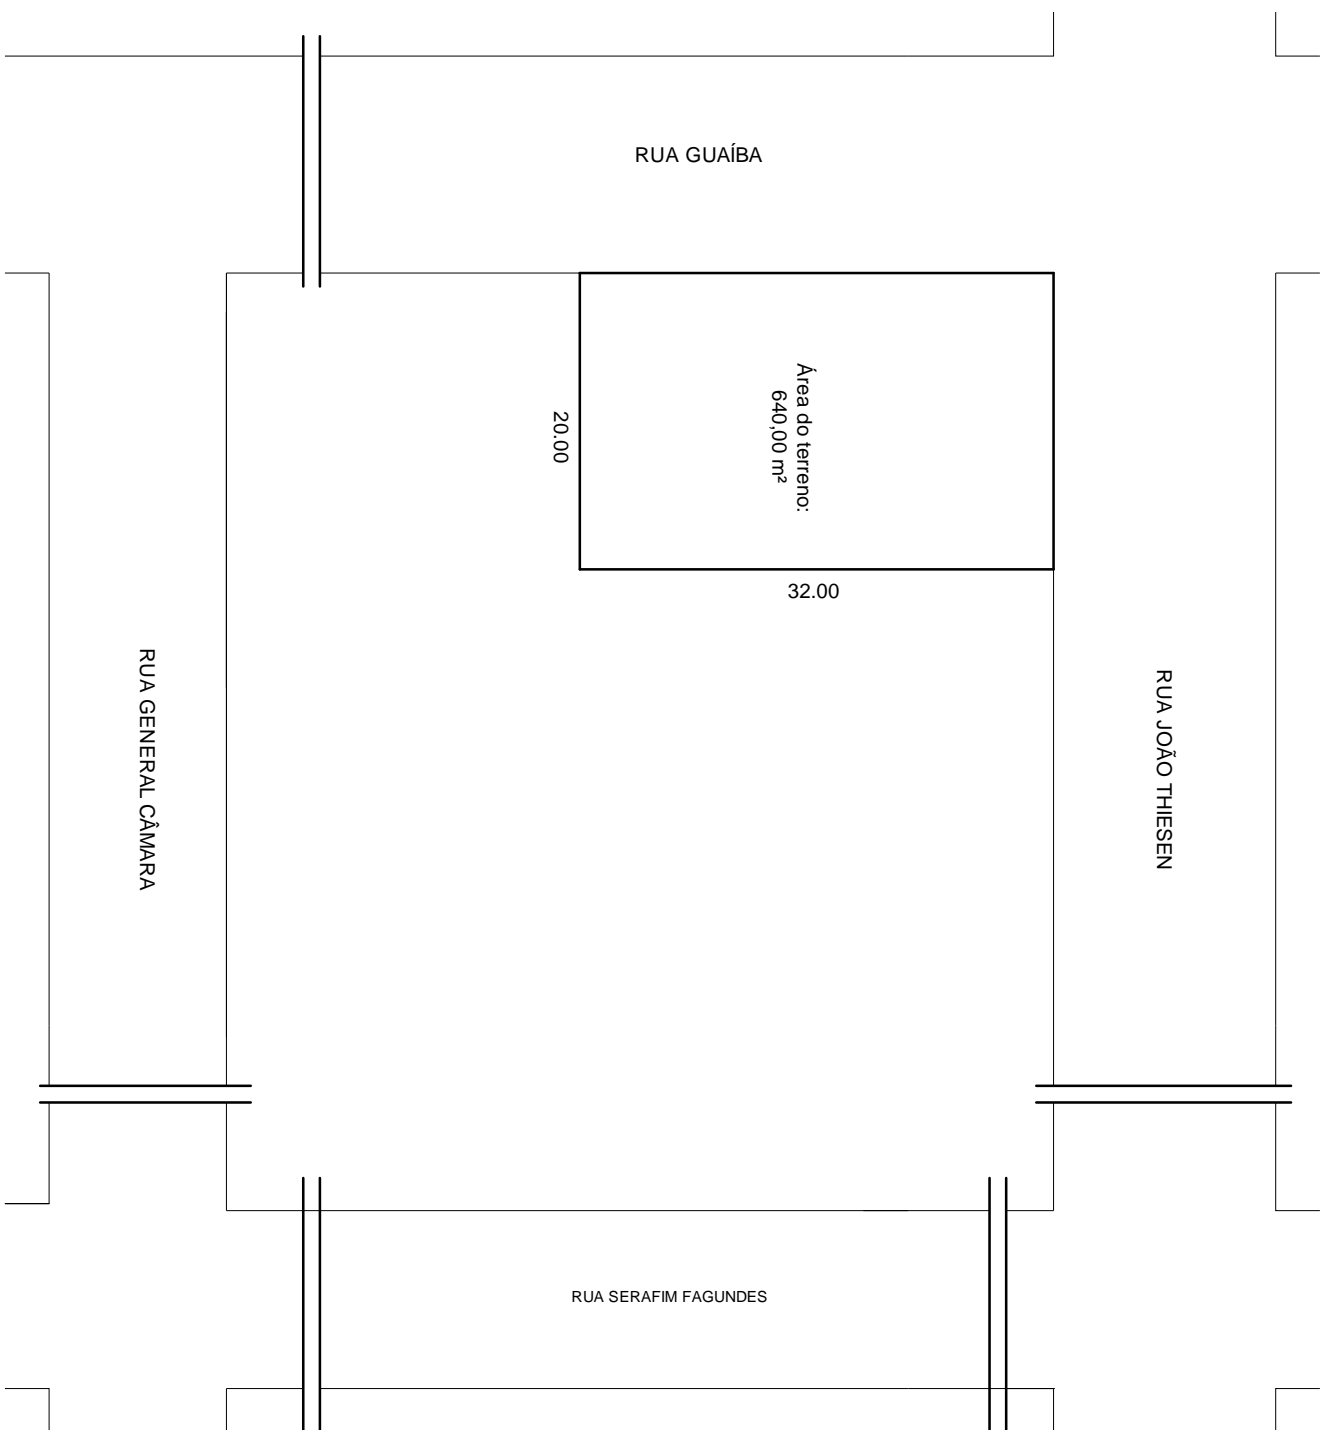 RUA GUAÍBA
Área do terreno:
640,00 m²
20.00
32.00
RUA GENERAL CÂMARA
RUA JOÃO THIESEN
RUA SERAFIM FAGUNDES